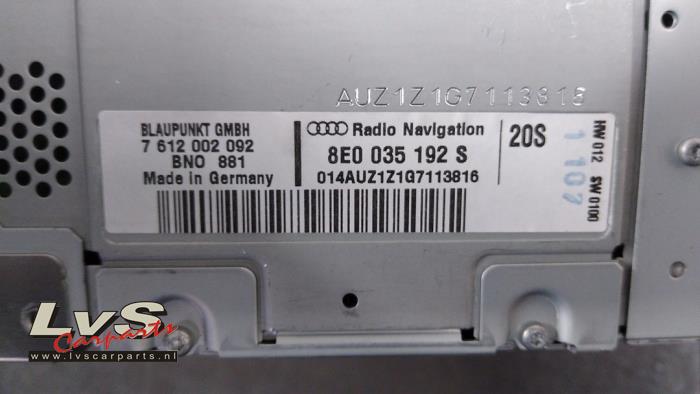 AUZ1Z1G7113816
BLAUPUNKT GMBH
7 612 002 092
BNO 881
Made in Germany
Radio Navigation
8E0 035 192 S
014AUZ1Z1G7113816
20S
1107
HW 012 SW 0100
LvS
Carparts
www.lvscarparts.nl